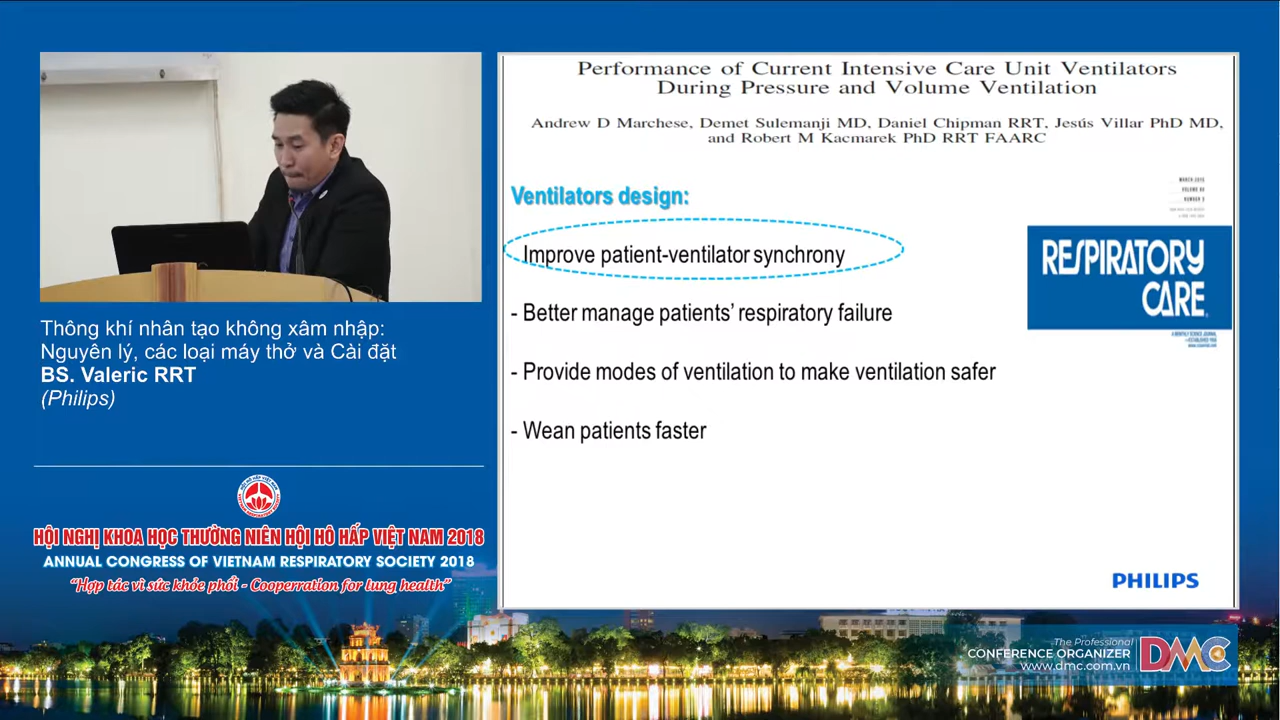 Performance of Current Intensive Care Unit Ventilators
During Pressure and Volume Ventilation
Andrew D Marchese, Demet Sulemanji MD, Daniel Chipman RRT, Jesús Villar PhD MD,
and Robert M Kacmarek PhD RRT FAARC
Ventilators design:
Improve patient-ventilator synchrony
- Better manage patients’ respiratory failure
- Provide modes of ventilation to make ventilation safer
- Wean patients faster
RESPIRATORY
CARE
PHILIPS
Thông khí nhân tạo không xâm nhập:
Nguyên lý, các loại máy thở và Cài đặt
BS. Valeric RRT
(Philips)
HỘI NGHỊ KHOA HỌC THƯỜNG NIÊN HỘI HÔ HẤP VIỆT NAM 2018
ANNUAL CONGRESS OF VIETNAM RESPIRATORY SOCIETY 2018
“Hợp tác vì sức khỏe phổi - Cooperration for lung health”
The Professional
CONFERENCE ORGANIZER
www.dmc.com.vn
DMC